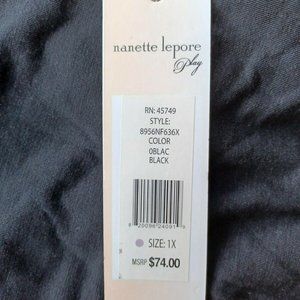 nanette lepore
Play
RN: 45749
STYLE:
8956NF636X
COLOR
0BLAC
BLACK
SIZE: 1X
MSRP $74.00